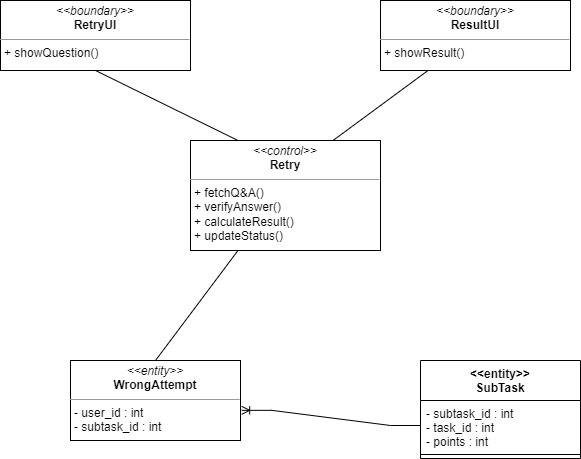 <<boundary>>
RetryUI
+ showQuestion()
<<boundary>>
ResultUI
+ showResult()
<<control>>
Retry
+ fetchQ&A()
+ verifyAnswer()
+ calculateResult()
+ updateStatus()
<<entity>>
WrongAttempt
- user_id : int
- subtask_id : int
<<entity>>
SubTask
- subtask_id : int
- task_id : int
- points : int